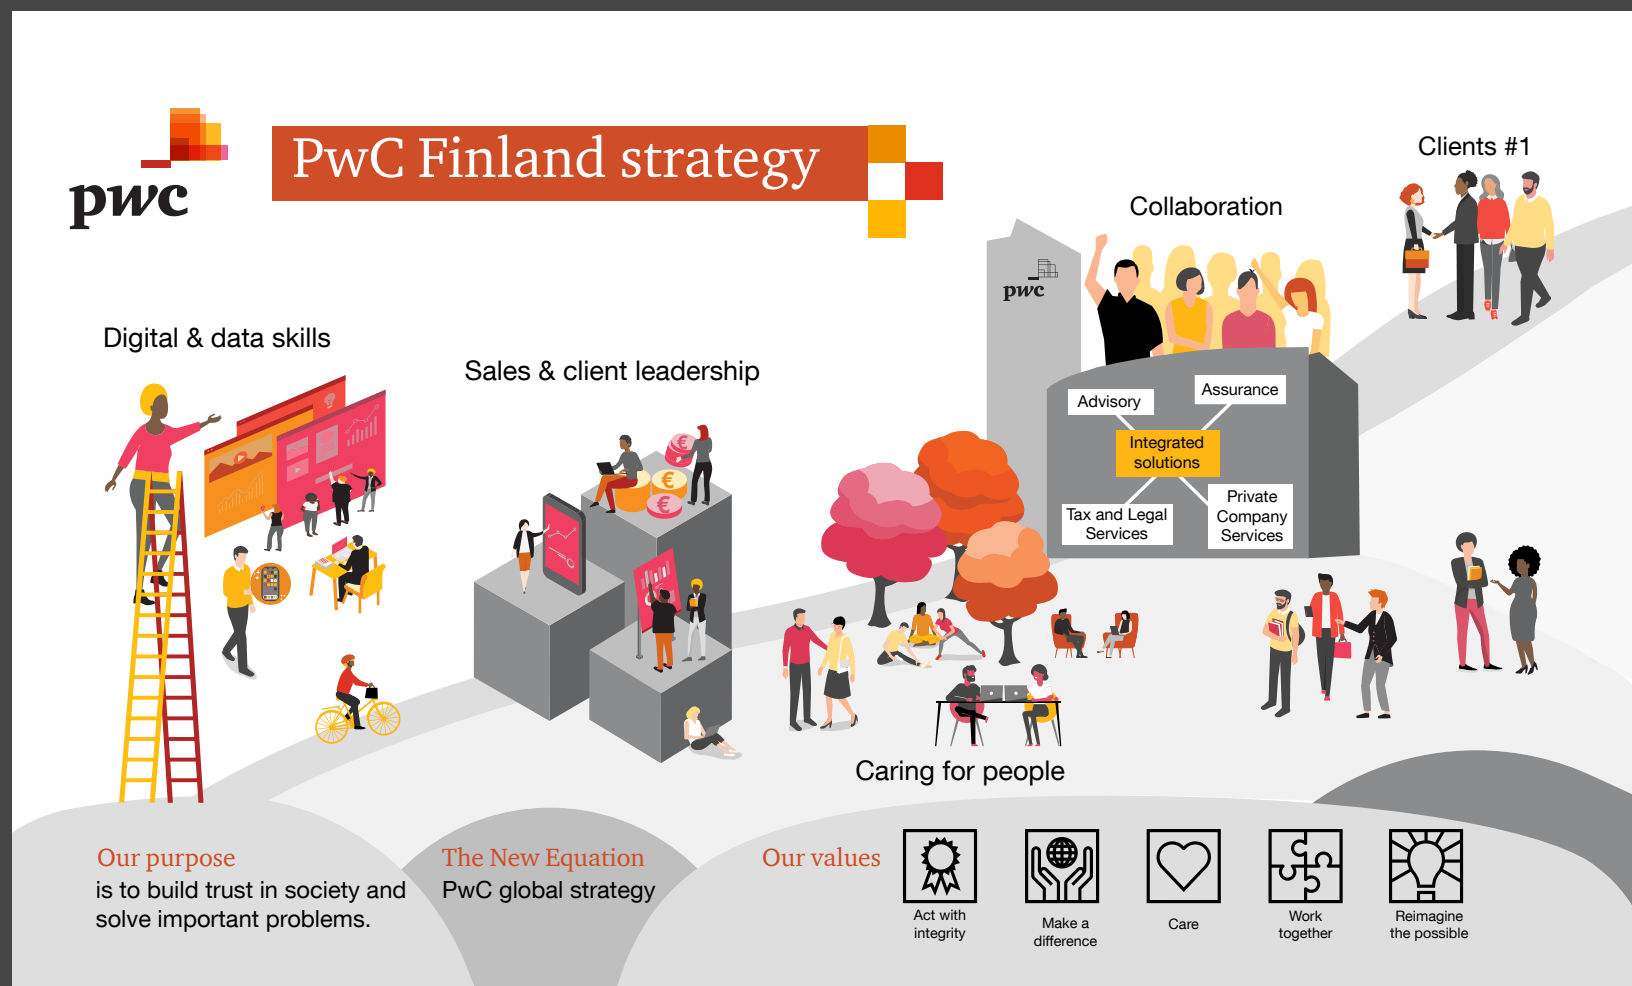 pwc
PwC Finland strategy
Clients #1
Collaboration
pwc
Digital & data skills
Sales & client leadership
Advisory
Assurance
Integrated
solutions
Tax and Legal
Services
Private
Company
Services
€
€
€
Caring for people
Our purpose
is to build trust in society and
solve important problems.
The New Equation
PwC global strategy
Our values
Act with
integrity
Make a
difference
Care
Work
together
Reimagine
the possible